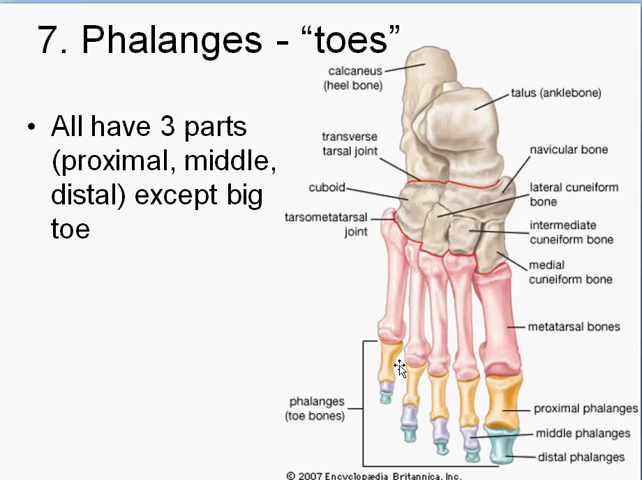 7. Phalanges - “toes”
• All have 3 parts
(proximal, middle,
distal) except big
toe
calcaneus
(heel bone)
talus (anklebone)
transverse
tarsal joint
navicular bone
cuboid
lateral cuneiform
bone
tarsometatarsal
joint
intermediate
cuneiform bone
medial
cuneiform bone
metatarsal bones
phalanges
(toe bones)
proximal phalanges
middle phalanges
distal phalanges
© 2007 Encyclopædia Britannica, Inc.